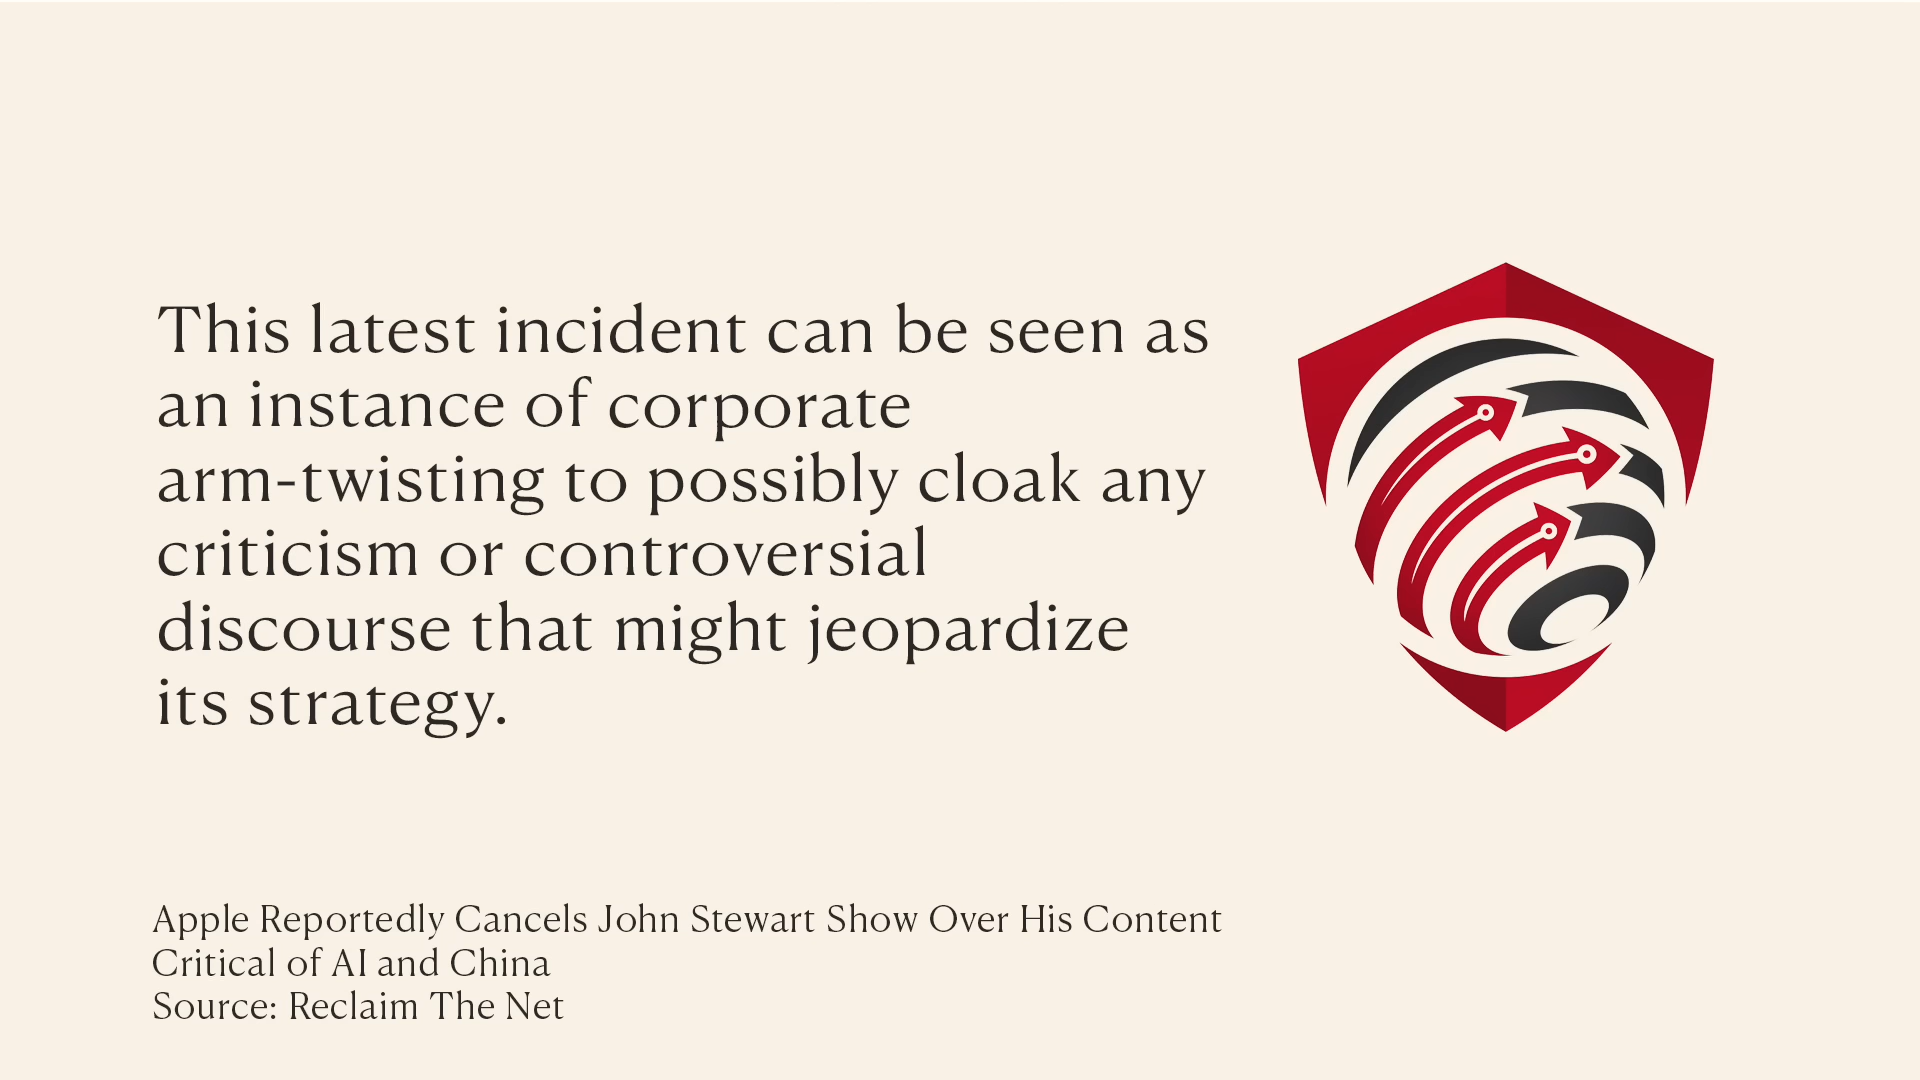 This latest incident can be seen as
an instance of corporate
arm-twisting to possibly cloak any
criticism or controversial
discourse that might jeopardize
its strategy.
Apple Reportedly Cancels John Stewart Show Over His Content
Critical of AI and China
Source: Reclaim The Net